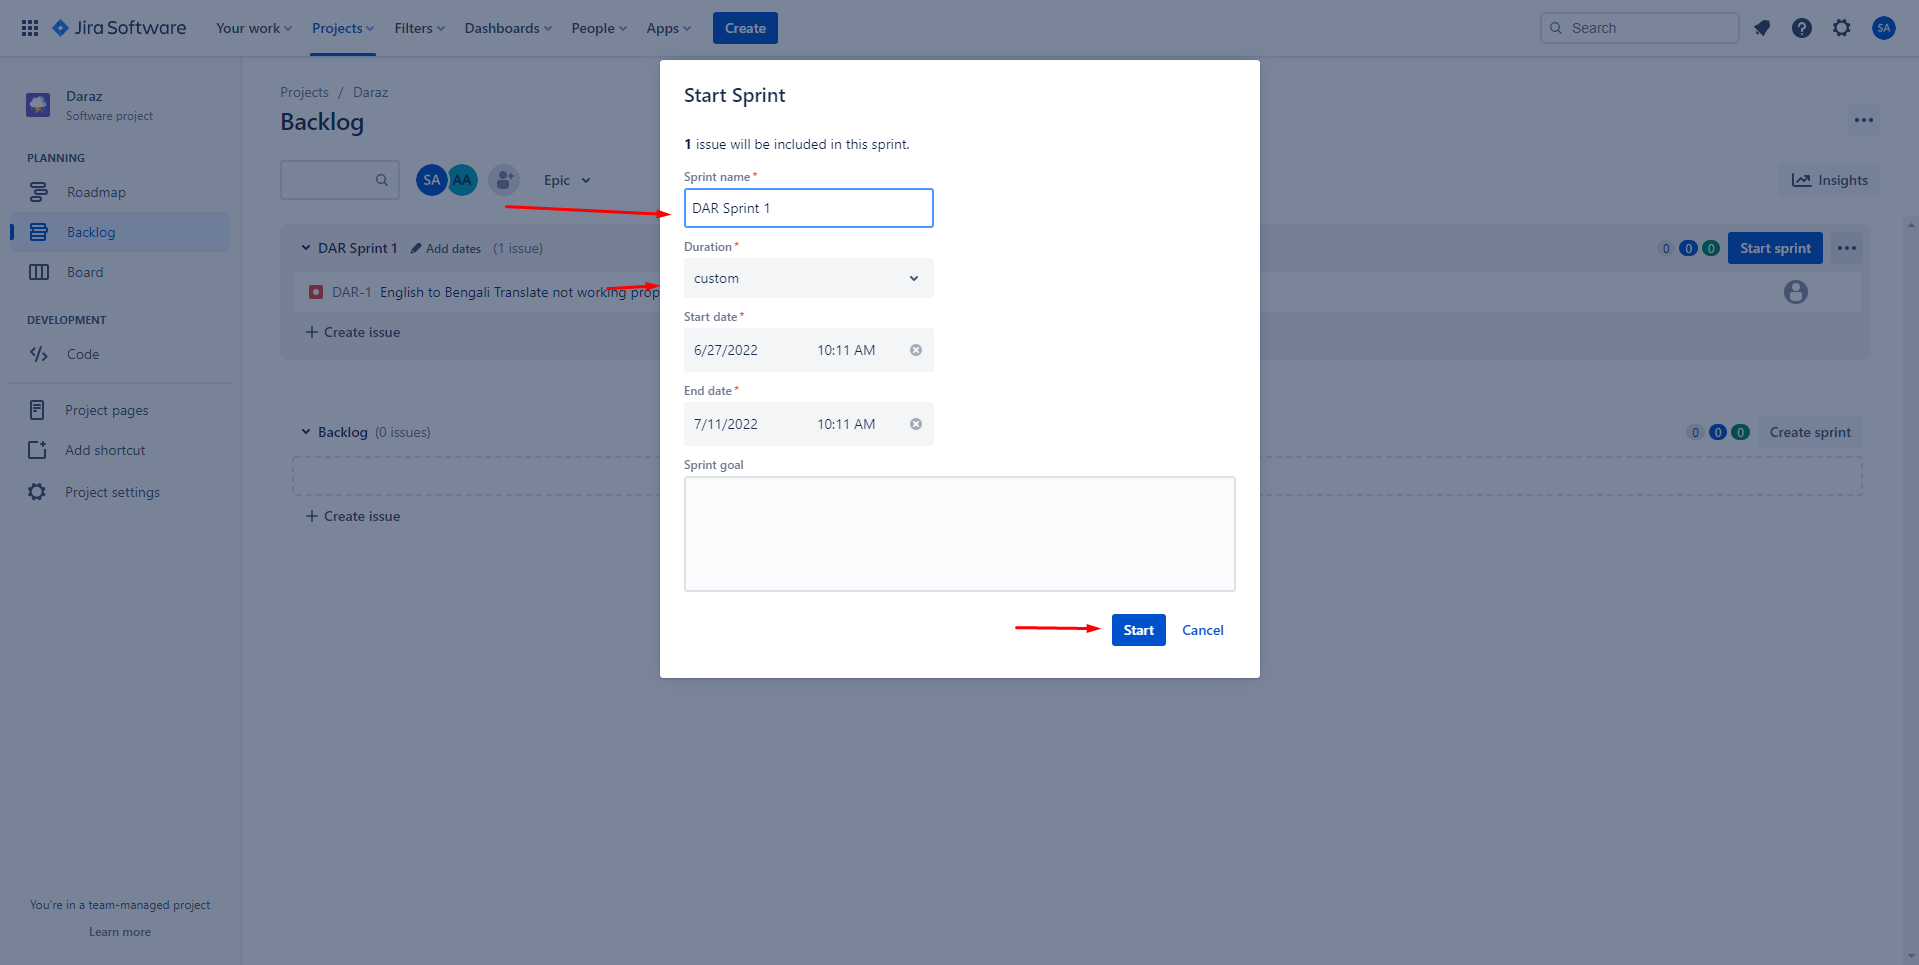 Jira Software Your work Projects Filters Dashboards People Apps Create Search SA
Daraz
Software project
PLANNING
Roadmap
Backlog
Board
DEVELOPMENT
Code
Project pages
Add shortcut
Project settings
You're in a team-managed project
Learn more
Projects / Daraz
Backlog
SA AA Epic Insights
DAR Sprint 1 Add dates (1 issue) 0 0 0 Start sprint
DAR-1 English to Bengali Translate not working prop
+ Create issue
Backlog (0 issues) 0 0 0 Create sprint
+ Create issue
Start Sprint
1 issue will be included in this sprint.
Sprint name*
DAR Sprint 1
Duration*
custom
Start date*
6/27/2022 10:11 AM
End date*
7/11/2022 10:11 AM
Sprint goal
Start Cancel